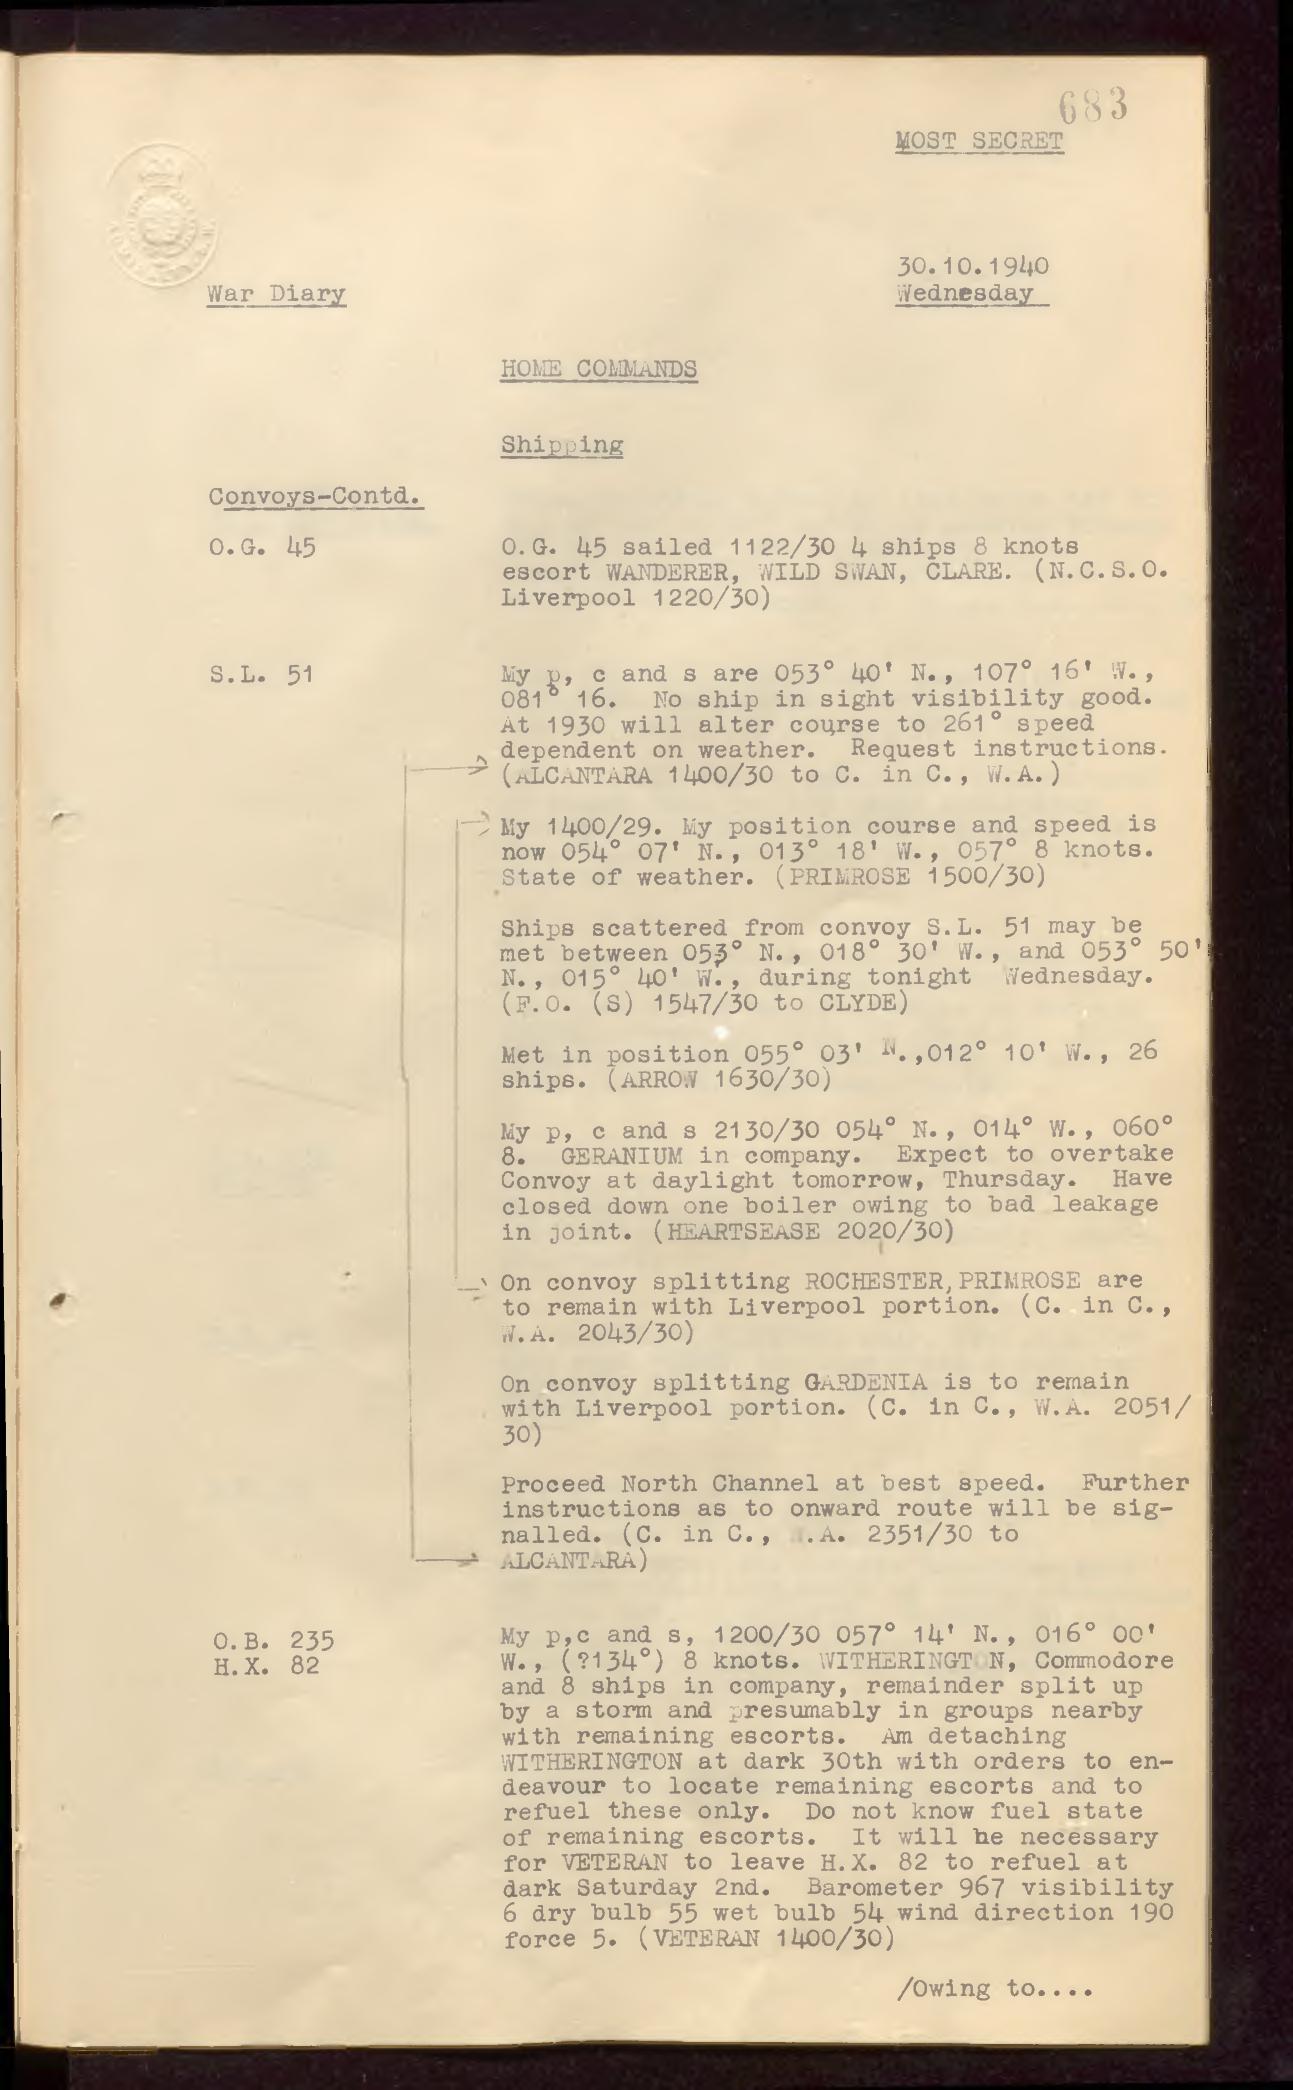 683
MOST SECRET
30.10.1940
War Diary
Wednesday
HOME COMMANDS
Shipping
Convoys-Contd.
O.G. 45
O.G. 45 sailed 1122/30 4 ships 8 knots
escort WANDERER, WILD SWAN, CLARE. (N.C.S.O.
Liverpool 1220/30)
S.L. 51
My p, c and s are 053° 40' N., 107° 16' W.,
081° 16. No ship in sight visibility good.
At 1930 will alter course to 261° speed
dependent on weather. Request instructions.
(ALCANTARA 1400/30 to C. in C., W.A.)
My 1400/29. My position course and speed is
now 054° 07' N., 013° 18' W., 057° 8 knots.
State of weather. (PRIMROSE 1500/30)
Ships scattered from convoy S.L. 51 may be
met between 053° N., 018° 30' W., and 053° 50'
N., 015° 40' W., during tonight Wednesday.
(F.O. (S) 1547/30 to CLYDE)
Met in position 055° 03' N.,012° 10' W., 26
ships. (ARROW 1630/30)
My p, c and s 2130/30 054° N., 014° W., 060°
8. GERANIUM in company. Expect to overtake
Convoy at daylight tomorrow, Thursday. Have
closed down one boiler owing to bad leakage
in joint. (HEARTSEASE 2020/30)
On convoy splitting ROCHESTER, PRIMROSE are
to remain with Liverpool portion. (C. in C.,
W.A. 2043/30)
On convoy splitting GARDENIA is to remain
with Liverpool portion. (C. in C., W.A. 2051/
30)
Proceed North Channel at best speed. Further
instructions as to onward route will be sig-
nalled. (C. in C., .A. 2351/30 to
ALCANTARA)
O.B. 235
H.X. 82
My p,c and s, 1200/30 057° 14' N., 016° 00'
W., (?134°) 8 knots. WITHERINGT N, Commodore
and 8 ships in company, remainder split up
by a storm and presumably in groups nearby
with remaining escorts. Am detaching
WITHERINGTON at dark 30th with orders to en-
deavour to locate remaining escorts and to
refuel these only. Do not know fuel state
of remaining escorts. It will be necessary
for VETERAN to leave H.X. 82 to refuel at
dark Saturday 2nd. Barometer 967 visibility
6 dry bulb 55 wet bulb 54 wind direction 190
force 5. (VETERAN 1400/30)
/Owing to....